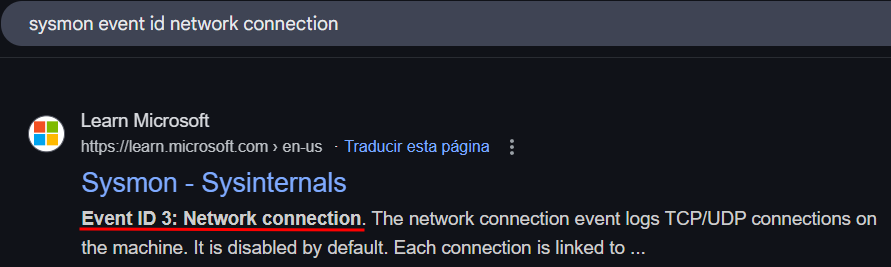 sysmon event id network connection
Learn Microsoft
https://learn.microsoft.com › en-us · Traducir esta página
Sysmon - Sysinternals
Event ID 3: Network connection. The network connection event logs TCP/UDP connections on
the machine. It is disabled by default. Each connection is linked to ...